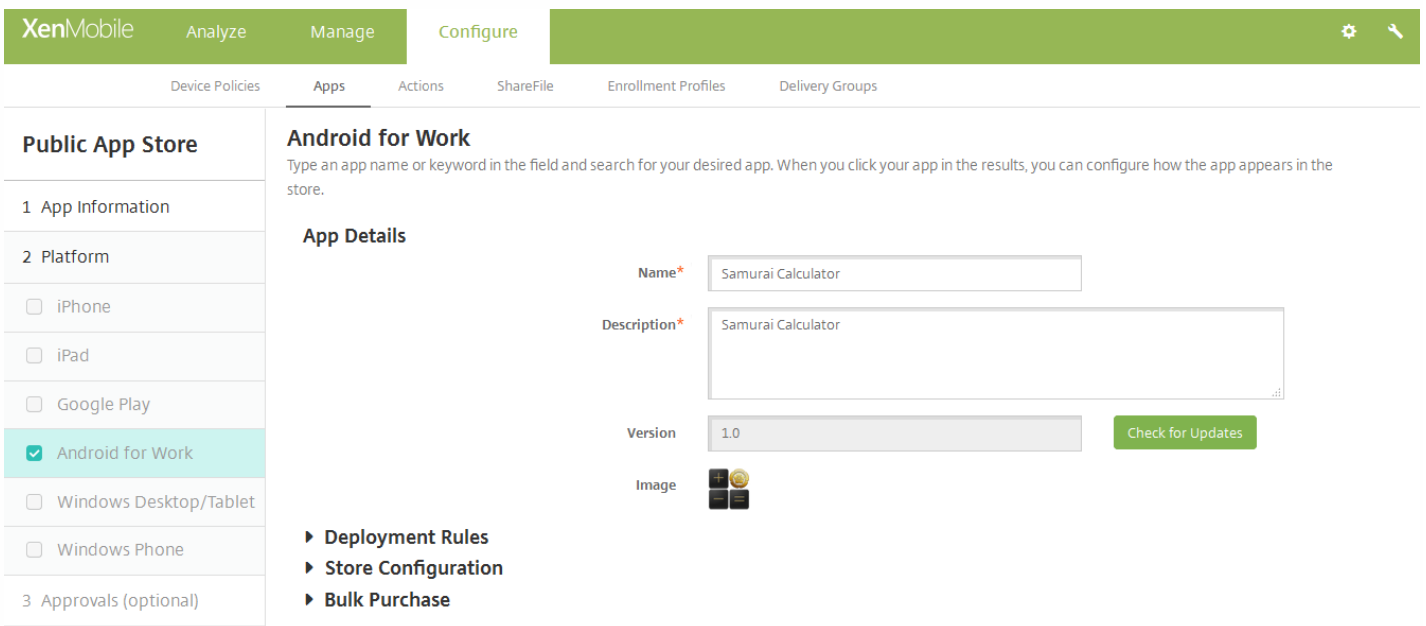 XenMobile Analyze Manage Configure
Device Policies Apps Actions ShareFile Enrollment Profiles Delivery Groups
Public App Store
1 App Information
2 Platform
iPhone
iPad
Google Play
Android for Work
Windows Desktop/Tablet
Windows Phone
3 Approvals (optional)
Android for Work
Type an app name or keyword in the field and search for your desired app. When you click your app in the results, you can configure how the app appears in the
store.
App Details
Name* Samurai Calculator
Description* Samurai Calculator
Version 1.0 Check for Updates
Image
Deployment Rules
Store Configuration
Bulk Purchase